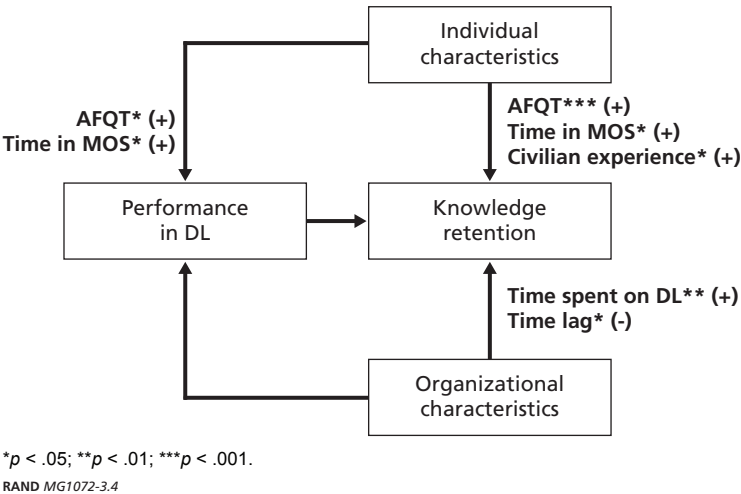 Individual
characteristics
AFQT* (+)
Time in MOS* (+)
AFQT*** (+)
Time in MOS* (+)
Civilian experience* (+)
Performance
in DL
Knowledge
retention
Time spent on DL** (+)
Time lag* (-)
Organizational
characteristics
*p < .05; **p < .01; ***p < .001.
RAND MG1072-3.4